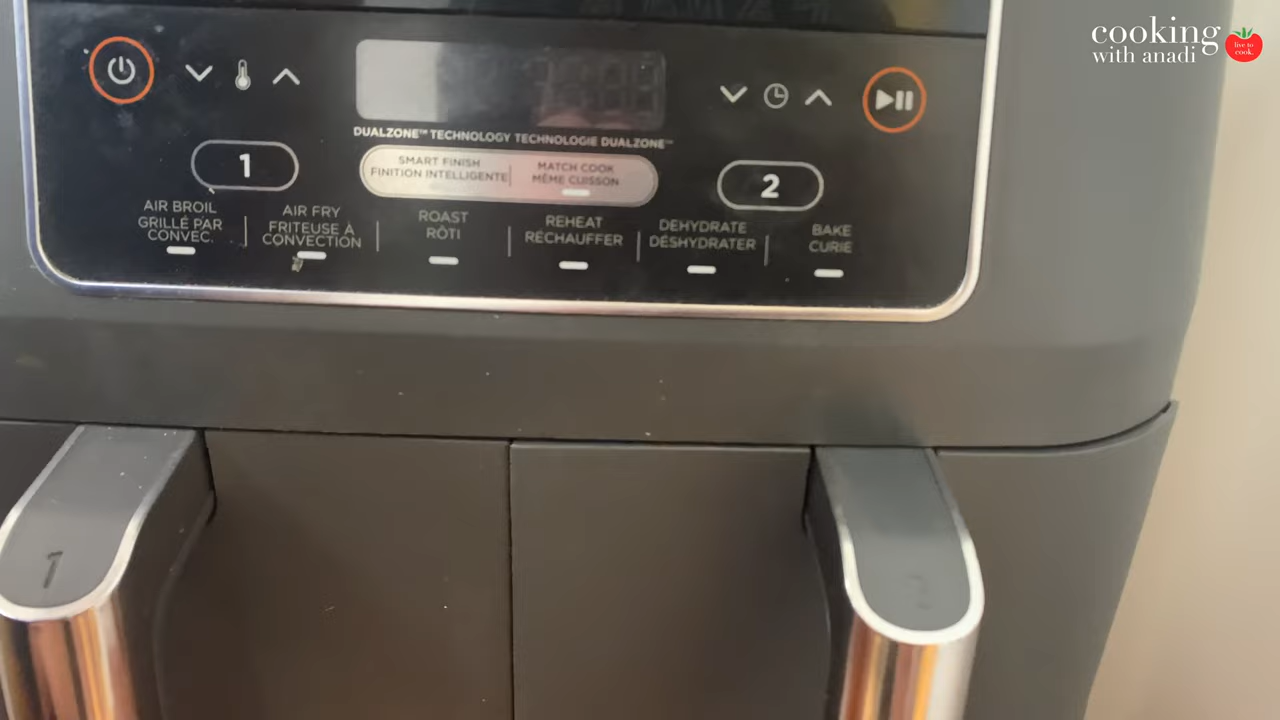 cooking
with anadi
live to
cook.
DUALZONE™ TECHNOLOGY TECHNOLOGIE DUALZONE™
SMART FINISH
FINITION INTELLIGENTE
MATCH COOK
MÊME CUISSON
1
2
AIR BROIL
GRILLÉ PAR
CONVEC.
AIR FRY
FRITEUSE À
CONVECTION
ROAST
RÔTI
REHEAT
RÉCHAUFFER
DEHYDRATE
DÉSHYDRATER
BAKE
CUIRE
1